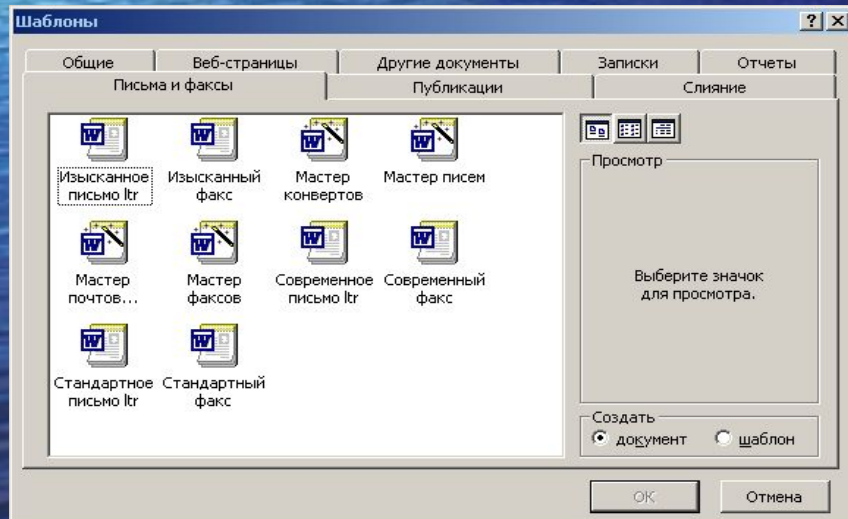 Шаблоны
Общие
Веб-страницы
Другие документы
Записки
Отчеты
Письма и факсы
Публикации
Слияние
Изысканное
письмо ltr
Изысканный
факс
Мастер
конвертов
Мастер писем
Мастер
почтов...
Мастер
факсов
Современное
письмо ltr
Современный
факс
Стандартное
письмо ltr
Стандартный
факс
Просмотр
Выберите значок
для просмотра.
Создать
документ
шаблон
ОК
Отмена